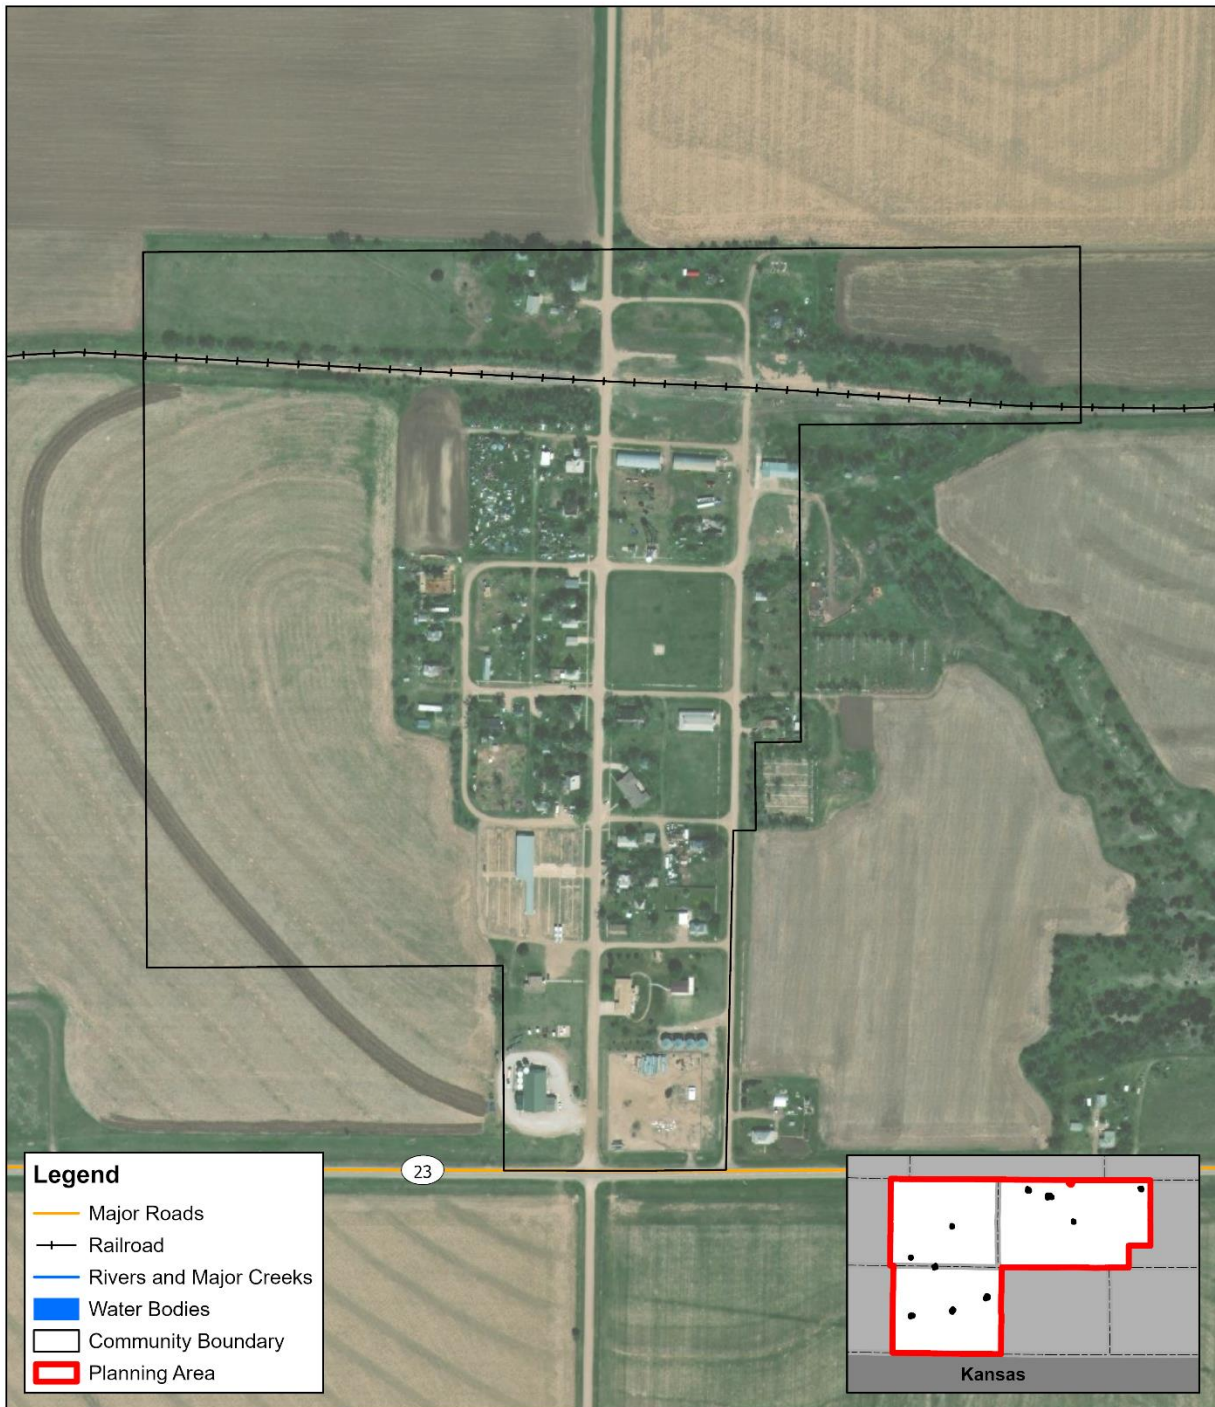 23
Legend
Major Roads
Railroad
Rivers and Major Creeks
Water Bodies
Community Boundary
Planning Area
Kansas